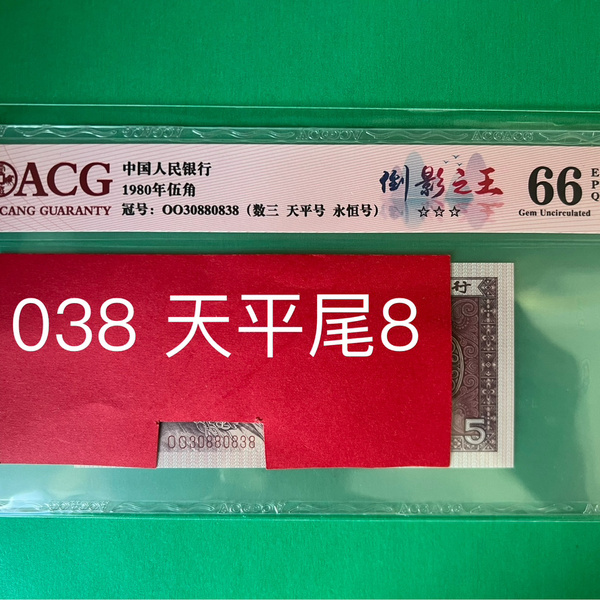 ACG
CANG GUARANTY
中国人民银行
1980年伍角
冠号：OO30880838（数三 天平号 永恒号）
倒影之王
☆☆☆
66
E
P
Q
Gem Uncirculated
行
038 天平尾8
OO30880838
5